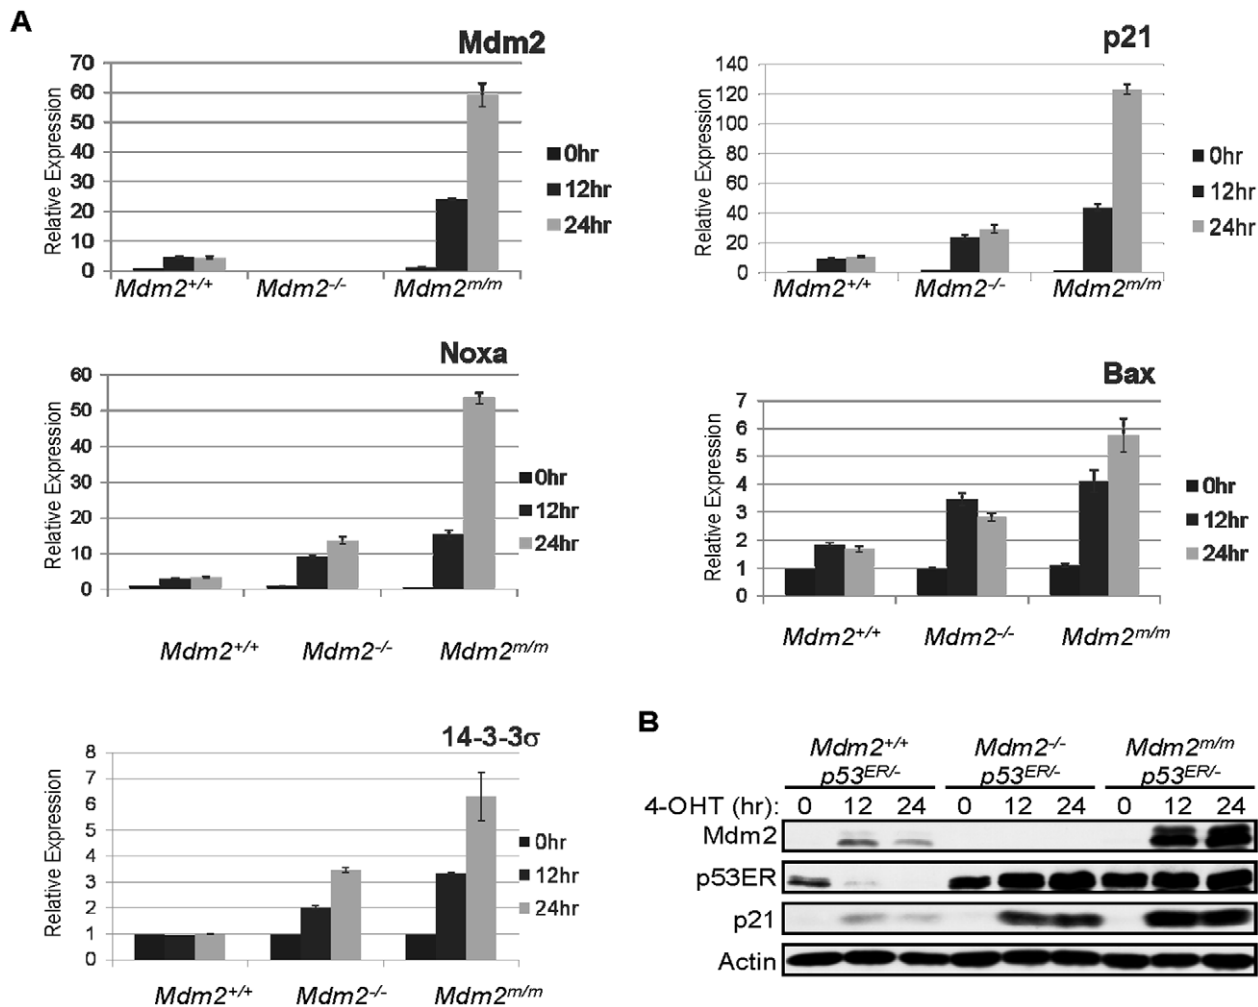 A
Mdm2
Relative Expression
70
60
50
40
30
20
10
0
0hr
12hr
24hr
Mdm2+/+ Mdm2-/- Mdm2m/m
p21
Relative Expression
140
120
100
80
60
40
20
0
0hr
12hr
24hr
Mdm2+/+ Mdm2-/- Mdm2m/m
Noxa
Relative Expression
60
50
40
30
20
10
0
0hr
12hr
24hr
Mdm2+/+ Mdm2-/- Mdm2m/m
Bax
Relative Expression
7
6
5
4
3
2
1
0
0hr
12hr
24hr
Mdm2+/+ Mdm2-/- Mdm2m/m
14-3-3σ
Relative Expression
8
7
6
5
4
3
2
1
0
0hr
12hr
24hr
Mdm2+/+ Mdm2-/- Mdm2m/m
B
Mdm2+/+ Mdm2-/- Mdm2m/m
p53ER/- p53ER/- p53ER/-
4-OHT (hr): 0 12 24 0 12 24 0 12 24
Mdm2
p53ER
p21
Actin